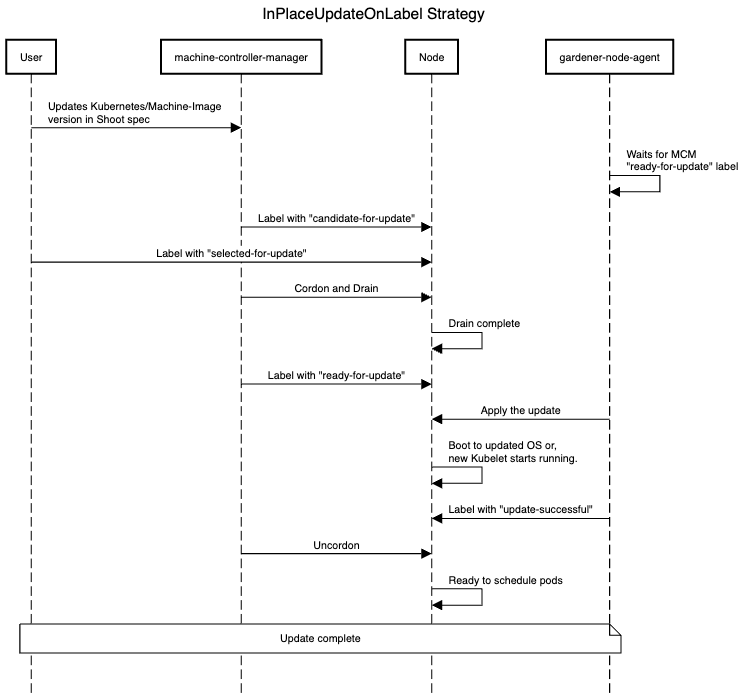 InPlaceUpdateOnLabel Strategy
User
machine-controller-manager
Node
gardener-node-agent
Updates Kubernetes/Machine-Image
version in Shoot spec
Waits for MCM
"ready-for-update" label
Label with "candidate-for-update"
Label with "selected-for-update"
Cordon and Drain
Drain complete
Label with "ready-for-update"
Apply the update
Boot to updated OS or,
new Kubelet starts running.
Label with "update-successful"
Uncordon
Ready to schedule pods
Update complete